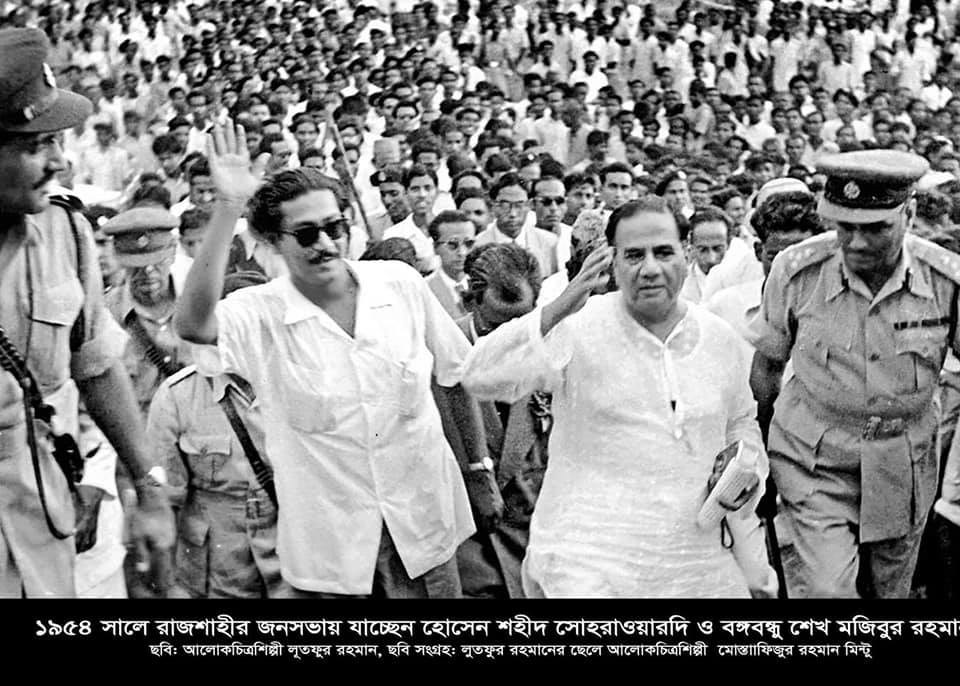 ১৯৫৪ সালে রাজশাহীর জনসভায় যাচ্ছেন হোসেন শহীদ সোহরাওয়ারদি ও বঙ্গবন্ধু শেখ মজিবুর রহমান
ছবি: আলোকচিত্রশিল্পী লূতফূর রহমান, ছবি সংগ্রহ: লুতফুর রহমানের ছেলে আলোকচিত্রশিল্পী মোস্তাাফিজুর রহমান মিন্টু